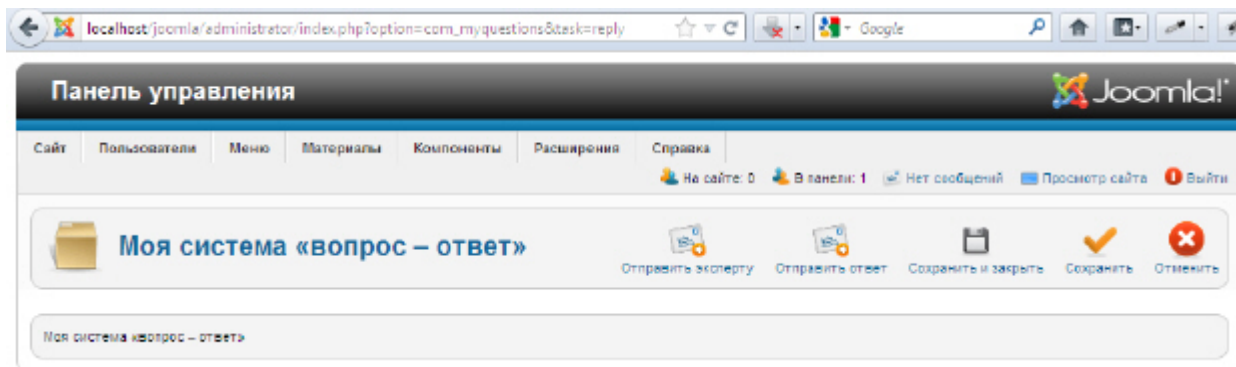 localhost/joomla/administrator/index.php?option=com_myquestions&task=reply
Google
Панель управления
Joomla!
Сайт Пользователи Меню Материалы Компоненты Расширения Справка
На сайте: 0 В панели: 1 Нет сообщений Просмотр сайта Выйти
Моя система «вопрос – ответ»
Отправить эксперту Отправить ответ Сохранить и закрыть Сохранить Отменить
Моя система «вопрос – ответ»